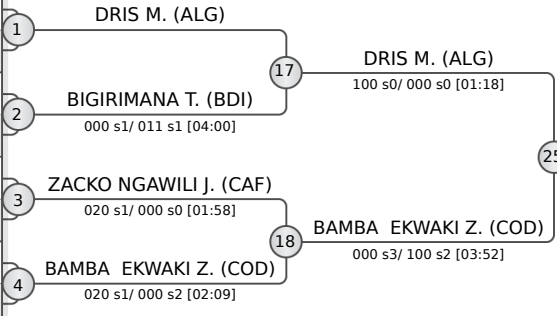 DRIS M. (ALG)
1
17
DRIS M. (ALG)
100 s0/ 000 s0 [01:18]
BIGIRIMANA T. (BDI)
2
000 s1/ 011 s1 [04:00]
25
ZACKO NGAWILI J. (CAF)
3
020 s1/ 000 s0 [01:58]
18
BAMBA  EKWAKI Z. (COD)
000 s3/ 100 s2 [03:52]
BAMBA  EKWAKI Z. (COD)
4
020 s1/ 000 s2 [02:09]